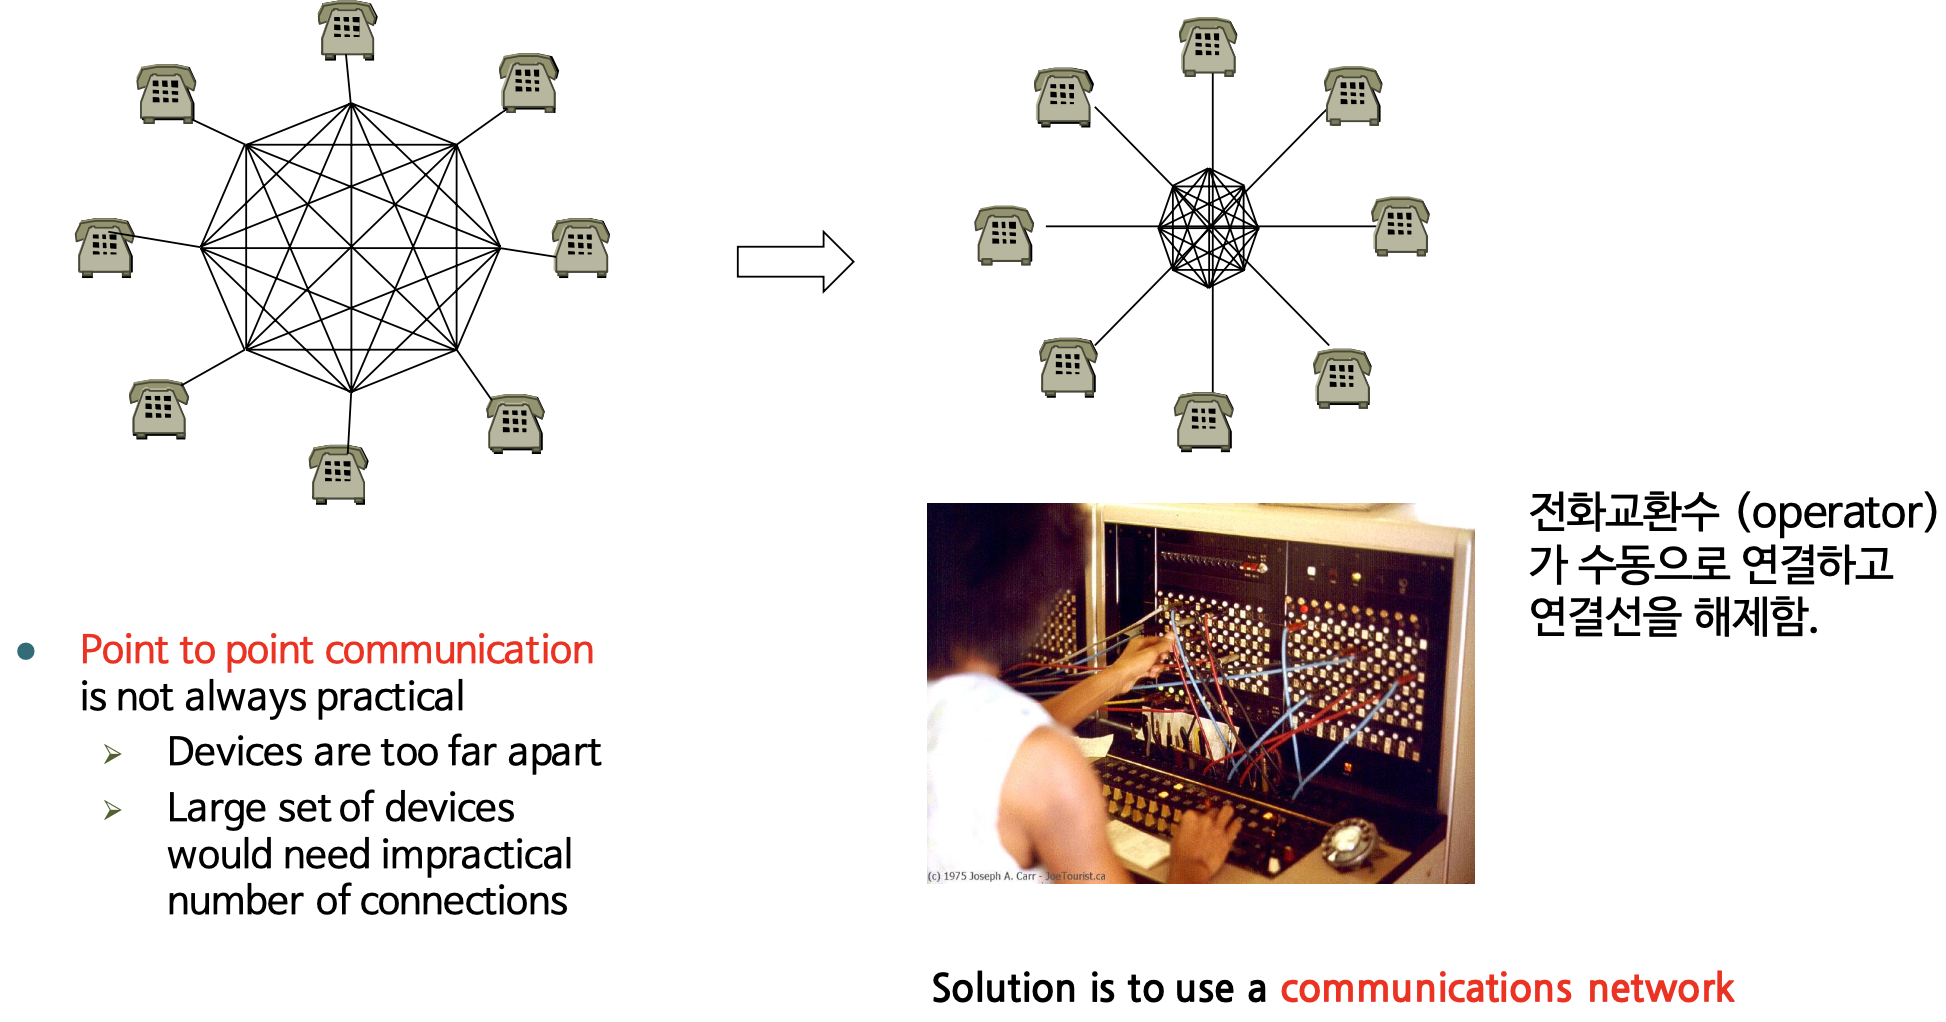 전화교환수 (operator)
가 수동으로 연결하고
연결선을 해제함.
Point to point communication
is not always practical
Devices are too far apart
Large set of devices
would need impractical
number of connections
(c) 1975 Joseph A. Carr - JoeTourist.ca
Solution is to use a communications network